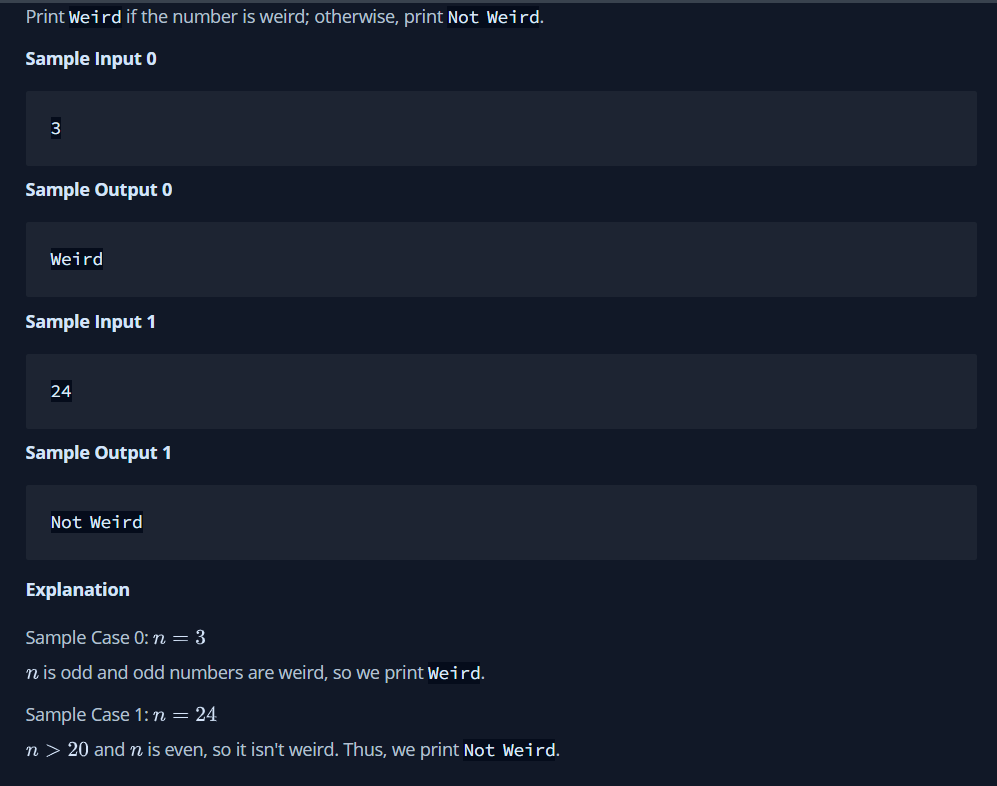 Print Weird if the number is weird; otherwise, print Not Weird.
Sample Input 0
3
Sample Output 0
Weird
Sample Input 1
24
Sample Output 1
Not Weird
Explanation
Sample Case 0: n = 3
n is odd and odd numbers are weird, so we print Weird.
Sample Case 1: n = 24
n > 20 and n is even, so it isn't weird. Thus, we print Not Weird.